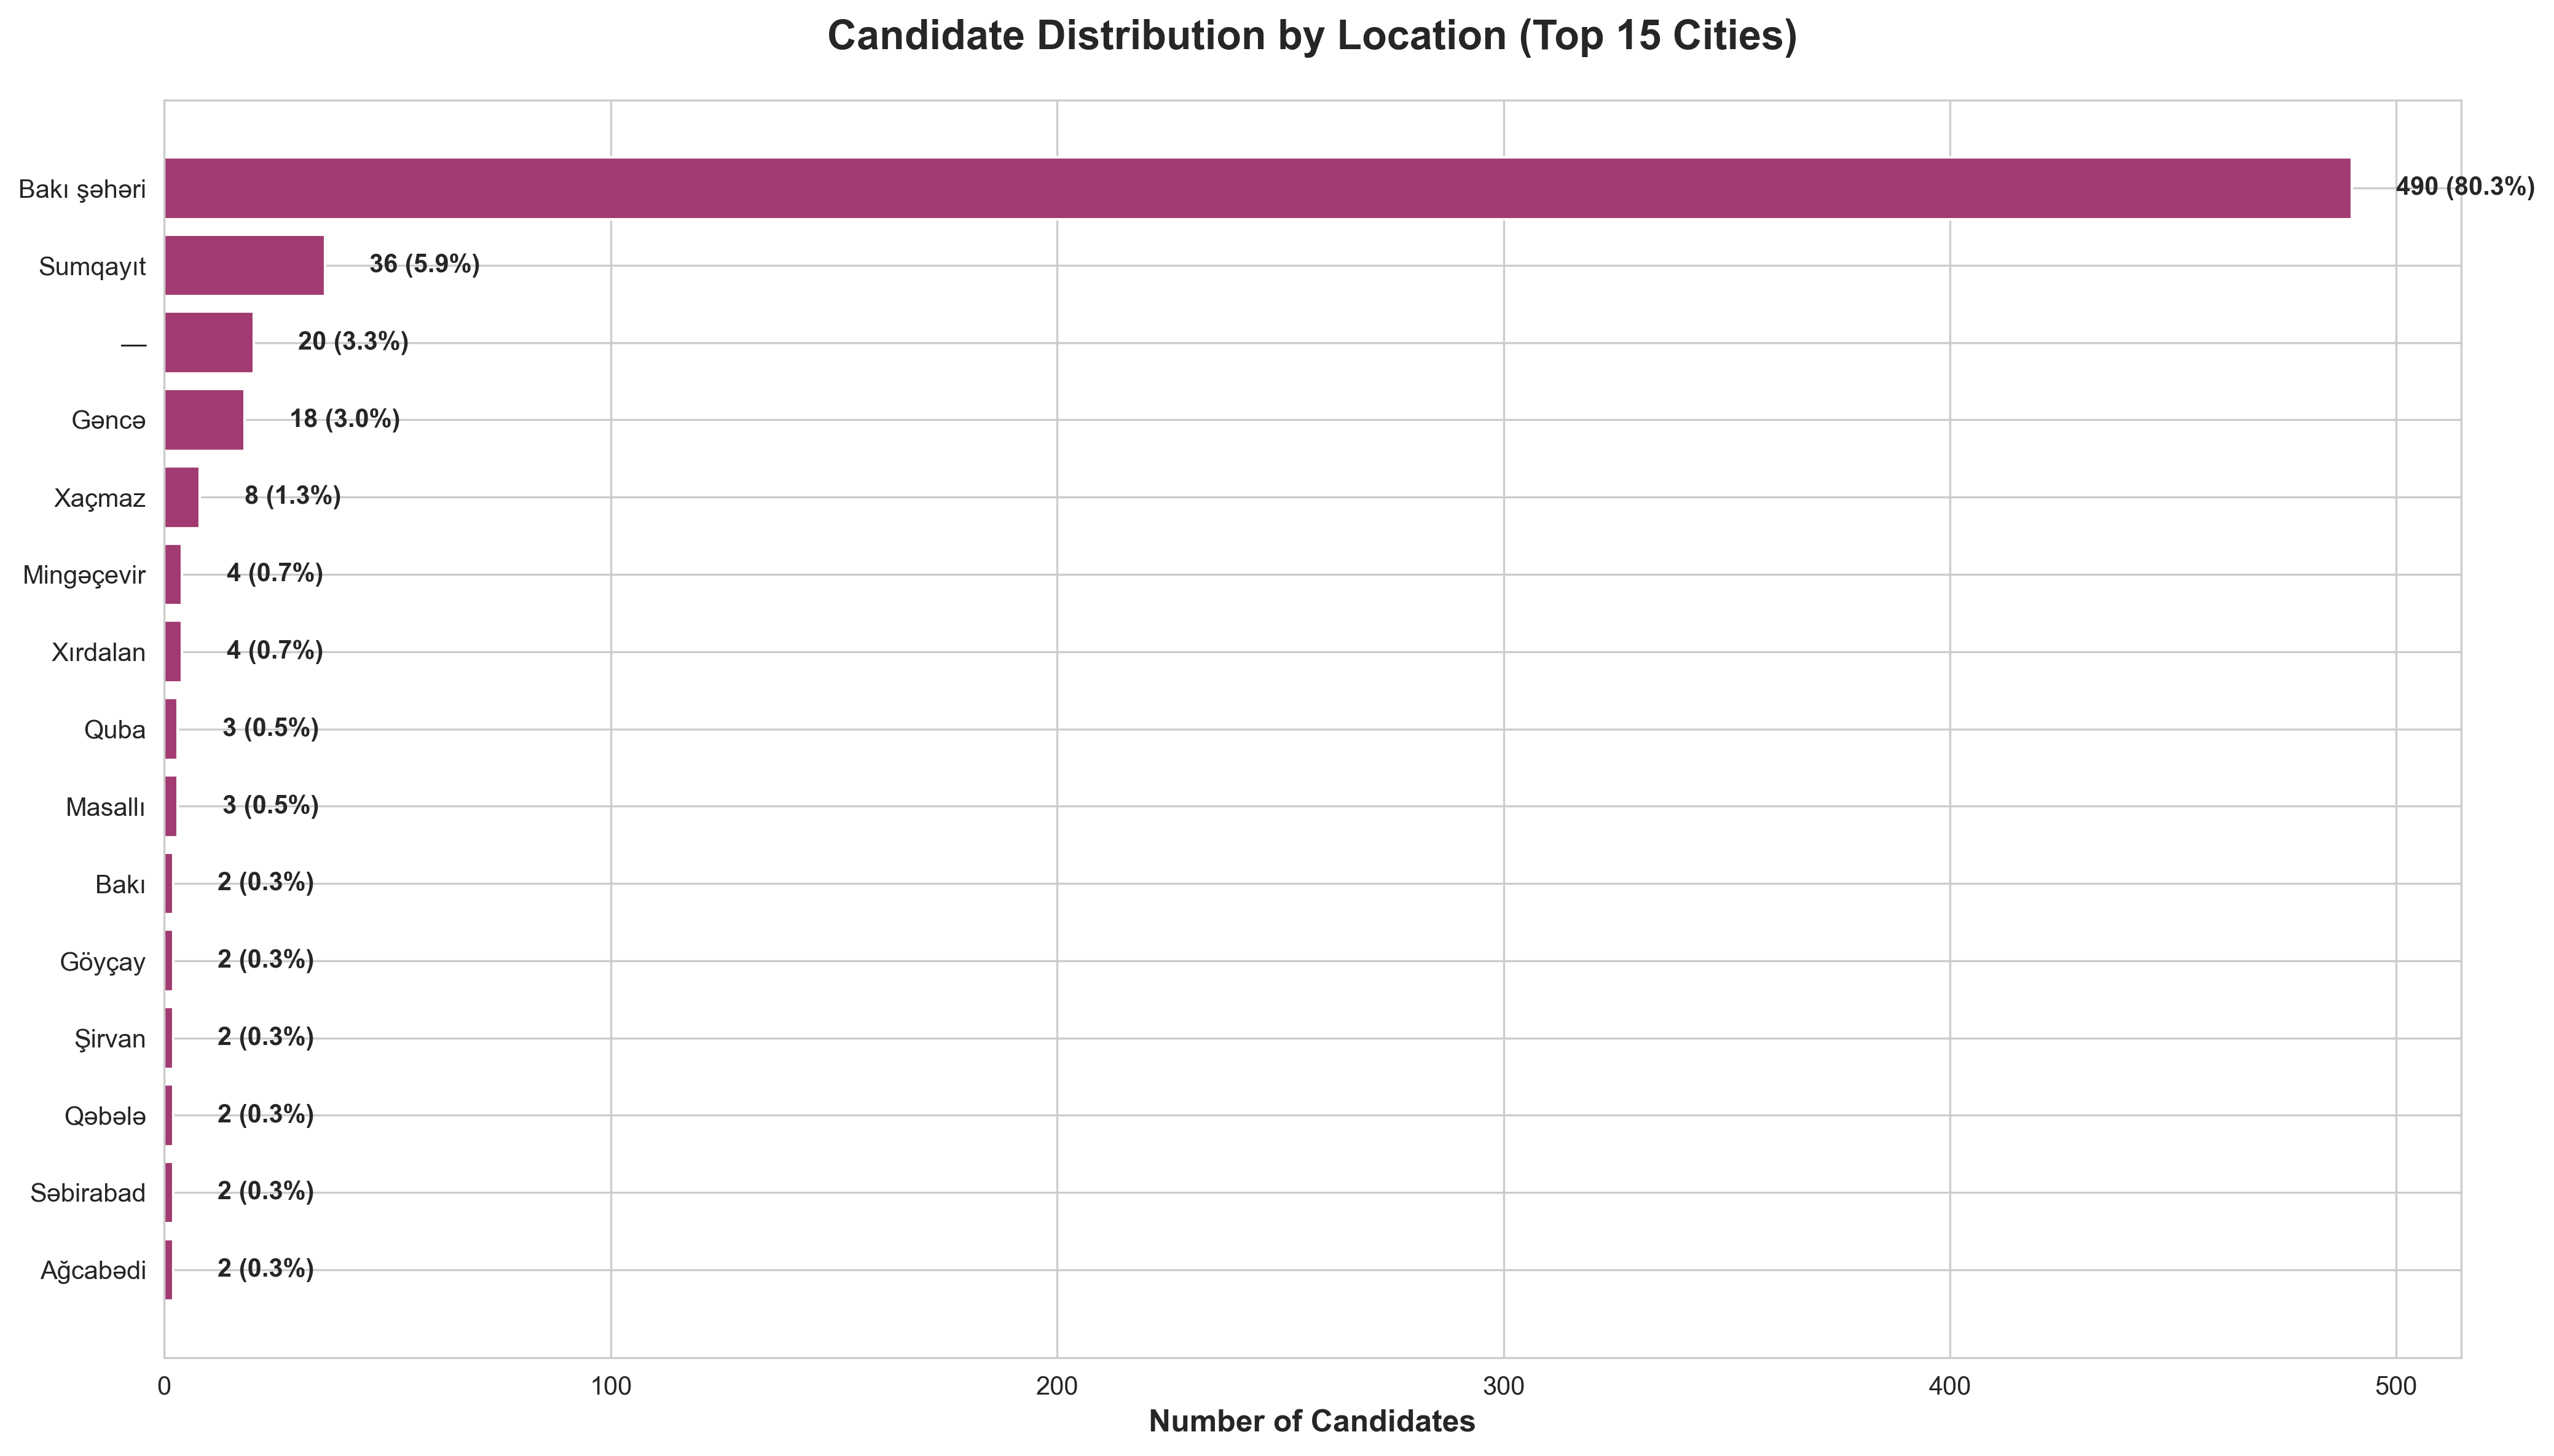 Candidate Distribution by Location (Top 15 Cities)
Bakı şəhəri 490 (80.3%)
Sumqayıt 36 (5.9%)
— 20 (3.3%)
Gəncə 18 (3.0%)
Xaçmaz 8 (1.3%)
Mingəçevir 4 (0.7%)
Xırdalan 4 (0.7%)
Quba 3 (0.5%)
Masallı 3 (0.5%)
Bakı 2 (0.3%)
Göyçay 2 (0.3%)
Şirvan 2 (0.3%)
Qəbələ 2 (0.3%)
Səbirabad 2 (0.3%)
Ağcabədi 2 (0.3%)
0 100 200 300 400 500
Number of Candidates